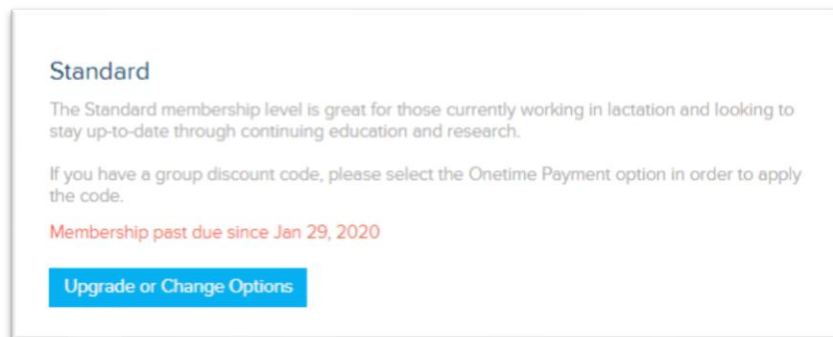 Standard
The Standard membership level is great for those currently working in lactation and looking to
stay up-to-date through continuing education and research.
If you have a group discount code, please select the Onetime Payment option in order to apply
the code.
Membership past due since Jan 29, 2020
Upgrade or Change Options